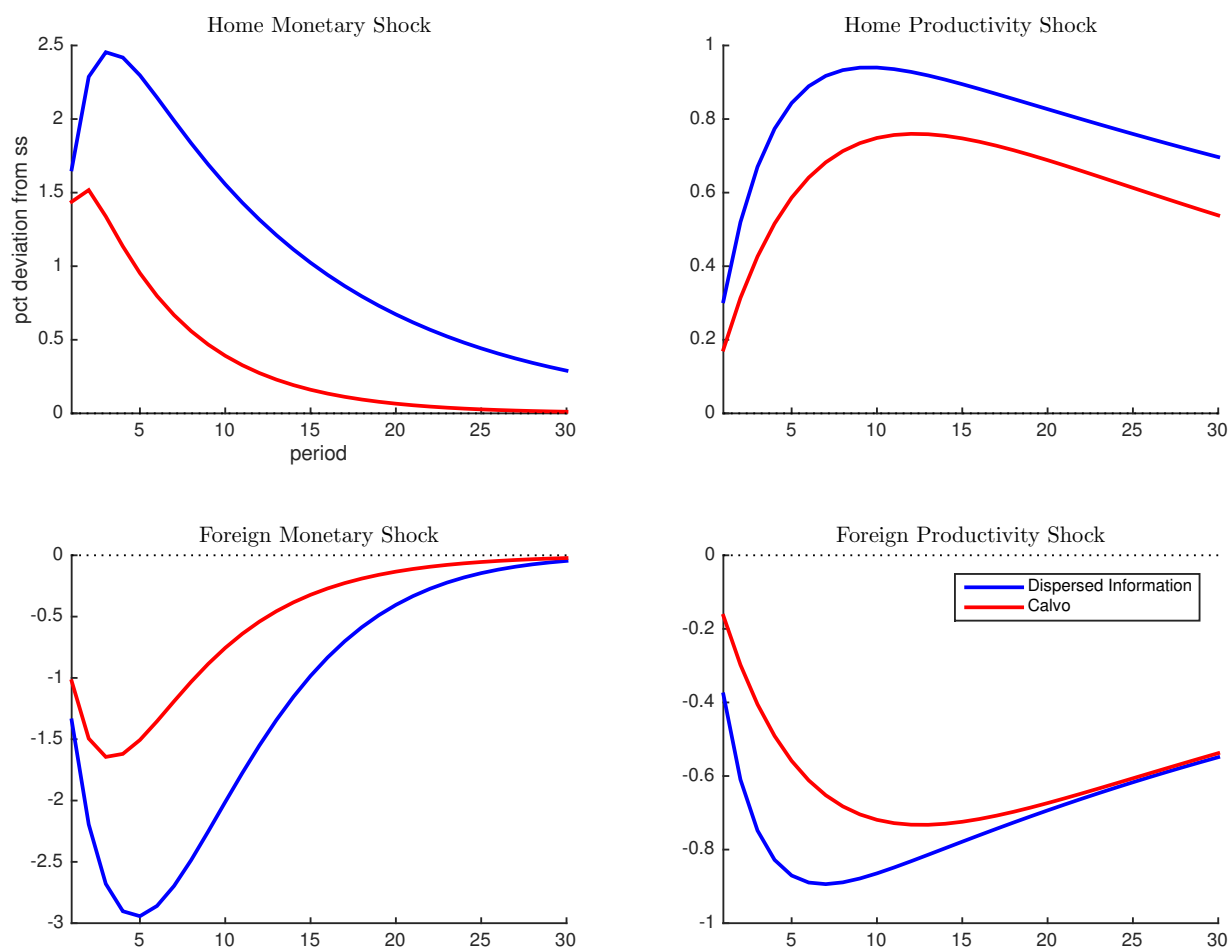 Home Monetary Shock
2.5
2
1.5
1
0.5
0
5 10 15 20 25 30
period
pct deviation from ss
Home Productivity Shock
1
0.8
0.6
0.4
0.2
0
5 10 15 20 25 30
Foreign Monetary Shock
0
-0.5
-1
-1.5
-2
-2.5
-3
5 10 15 20 25 30
Foreign Productivity Shock
0
-0.2
-0.4
-0.6
-0.8
-1
5 10 15 20 25 30
Dispersed Information
Calvo